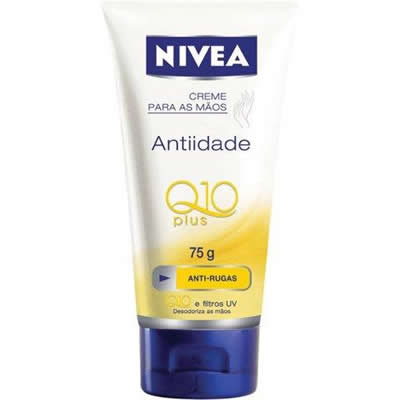 NIVEA
CREME
PARA AS MÃOS
Antiidade
Q10
plus
75 g
ANTI-RUGAS
Q10 e filtros UV
Desodoriza as mãos